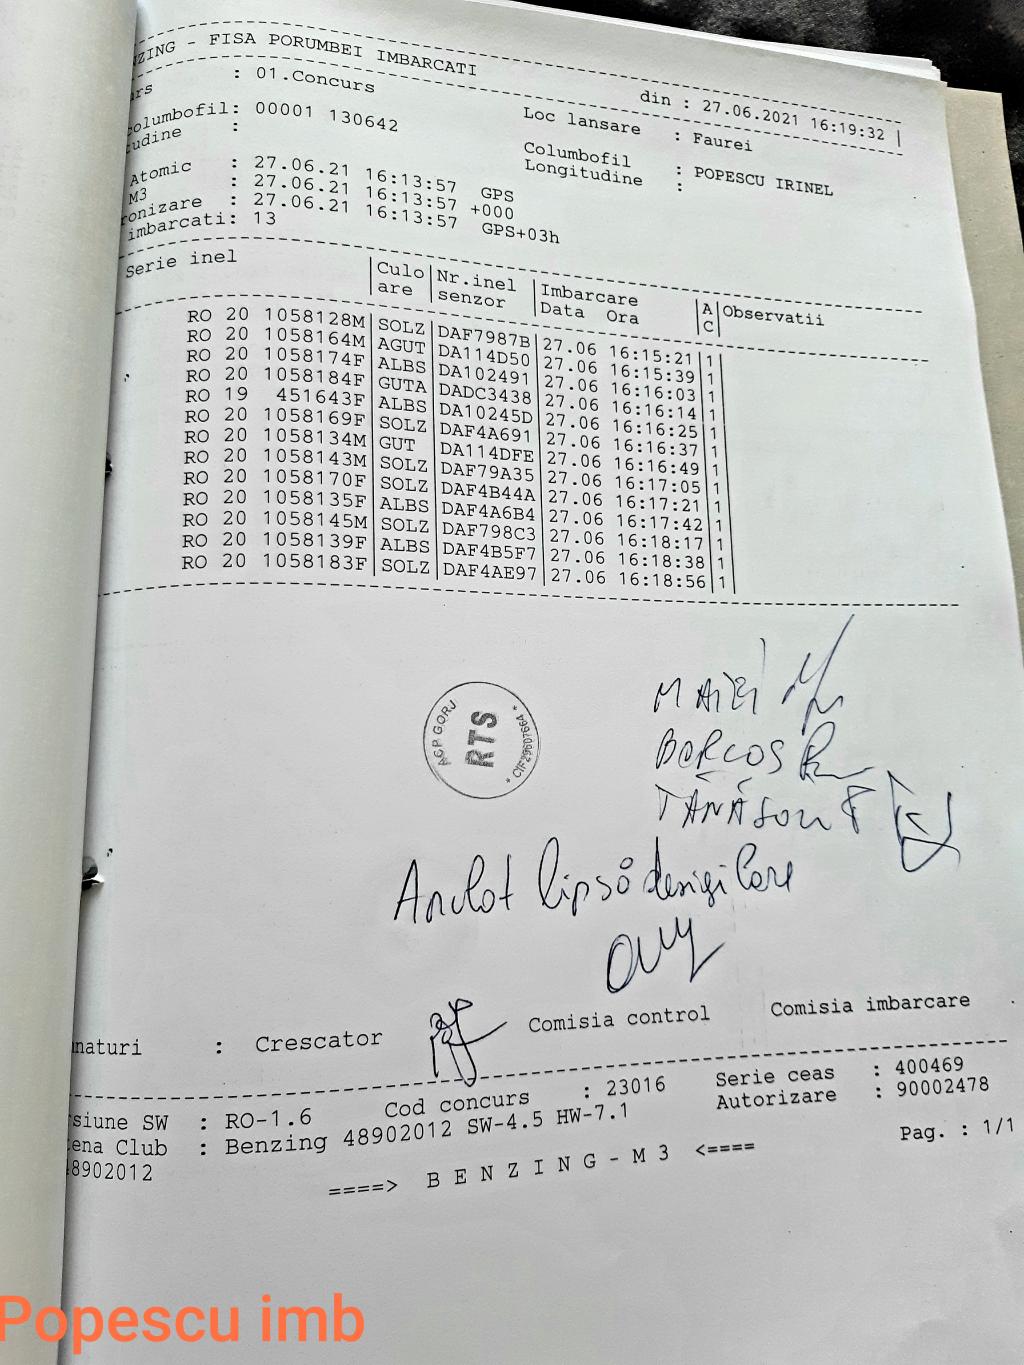 ZING - FISA PORUMBEI IMBARCATI
din : 27.06.2021 16:19:32 |
rs : 01.Concurs
Loc lansare : Faurei
olumbofil: 00001 130642
Columbofil : POPESCU IRINEL
udine :
Longitudine :
Atomic : 27.06.21 16:13:57 GPS
M3 : 27.06.21 16:13:57 +000
onizare : 27.06.21 16:13:57 GPS+03h
imbarcati: 13
Serie inel |Culo|Nr.inel |Imbarcare |A|Observatii
|are |senzor |Data Ora |C|
RO 20 1058128M|SOLZ|DAF7987B|27.06 16:15:21|1|
RO 20 1058164M|AGUT|DA114D50|27.06 16:15:39|1|
RO 20 1058174F|ALBS|DA102491|27.06 16:16:03|1|
RO 20 1058184F|GUTA|DADC3438|27.06 16:16:14|1|
RO 19 451643F|ALBS|DA10245D|27.06 16:16:25|1|
RO 20 1058169F|SOLZ|DAF4A691|27.06 16:16:37|1|
RO 20 1058134M|GUT |DA114DFE|27.06 16:16:49|1|
RO 20 1058143M|SOLZ|DAF79A35|27.06 16:17:05|1|
RO 20 1058170F|SOLZ|DAF4B44A|27.06 16:17:21|1|
RO 20 1058135F|ALBS|DAF4A6B4|27.06 16:17:42|1|
RO 20 1058145M|SOLZ|DAF798C3|27.06 16:18:17|1|
RO 20 1058139F|ALBS|DAF4B5F7|27.06 16:18:38|1|
RO 20 1058183F|SOLZ|DAF4AE97|27.06 16:18:56|1|
ACP GORJ
RTS
* CIF29907664 *
BORCOS
Anulat lipsă desigilare
naturi : Crescator Comisia control Comisia imbarcare
rsiune SW : RO-1.6 Cod concurs : 23016 Serie ceas : 400469
ena Club : Benzing 48902012 SW-4.5 HW-7.1 Autorizare : 90002478
8902012
Pag. : 1/1
====> B E N Z I N G - M 3 <====
Popescu imb